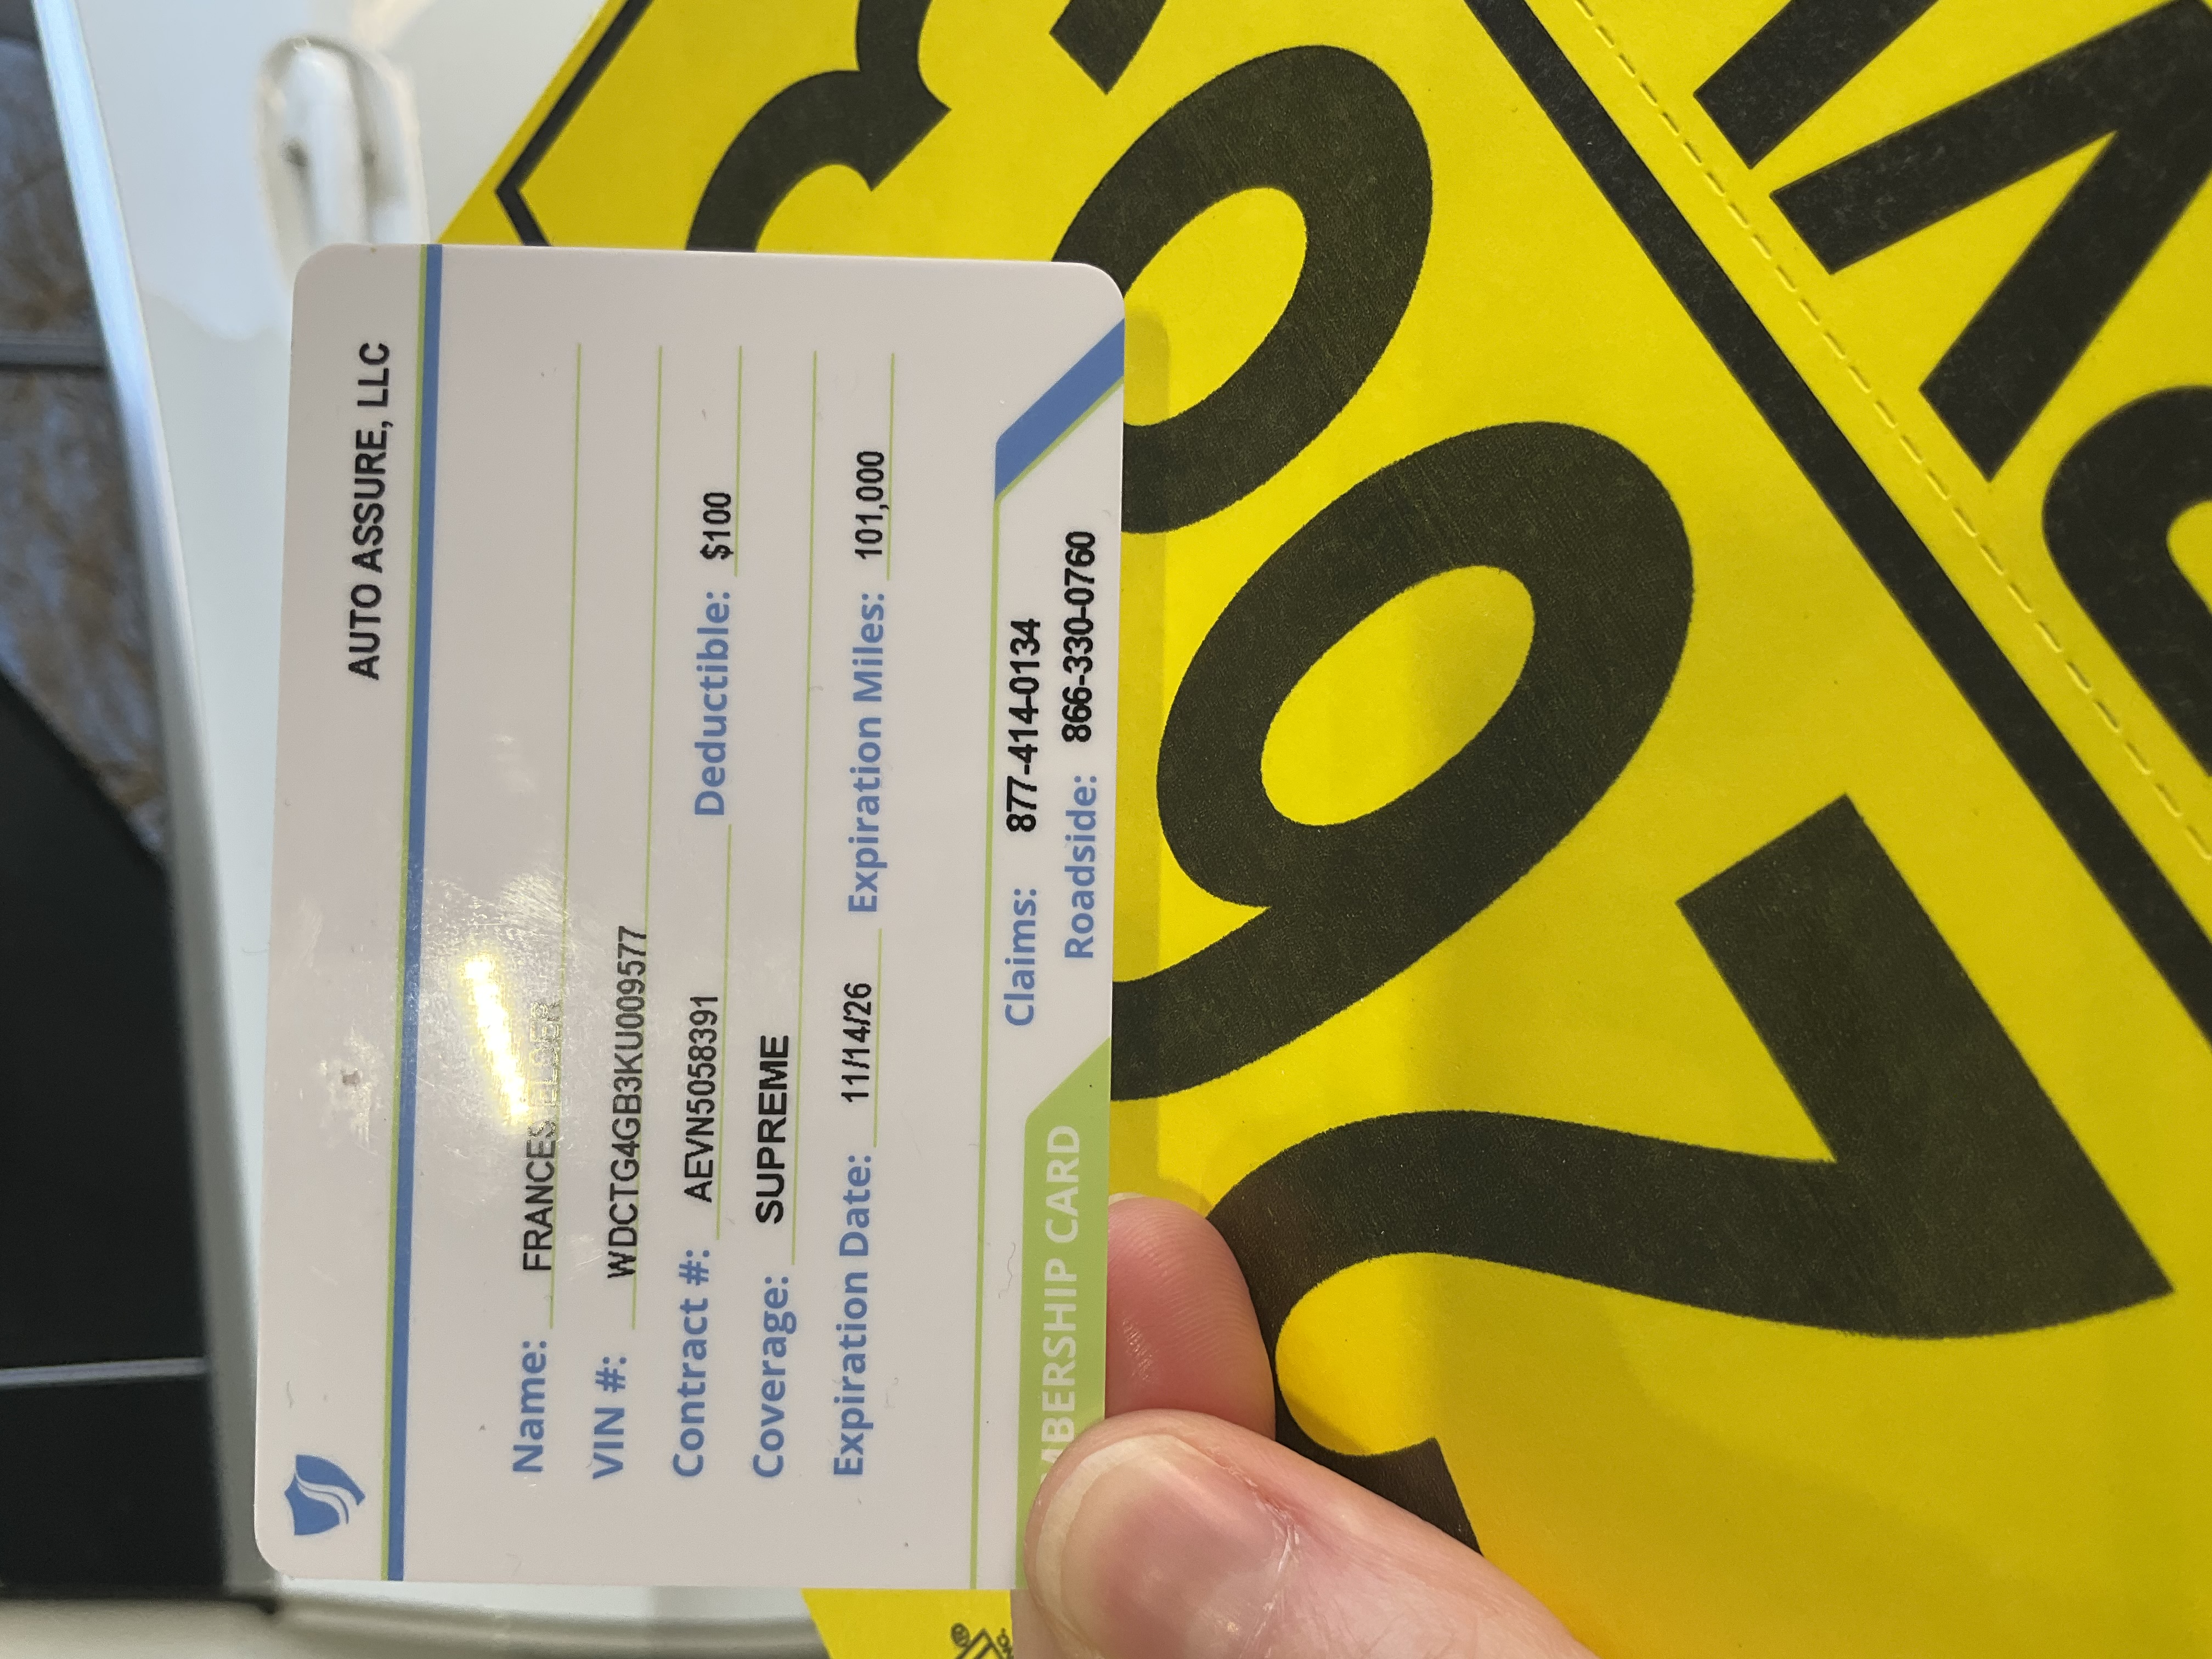 AUTO ASSURE, LLC
Name: FRANCES ELDER
VIN #: WDCTG4GB3KU009577
Contract #: AEVN5058391 Deductible: $100
Coverage: SUPREME
Expiration Date: 11/14/26 Expiration Miles: 101,000
Claims: 877-414-0134
Roadside: 866-330-0760
MBERSHIP CARD